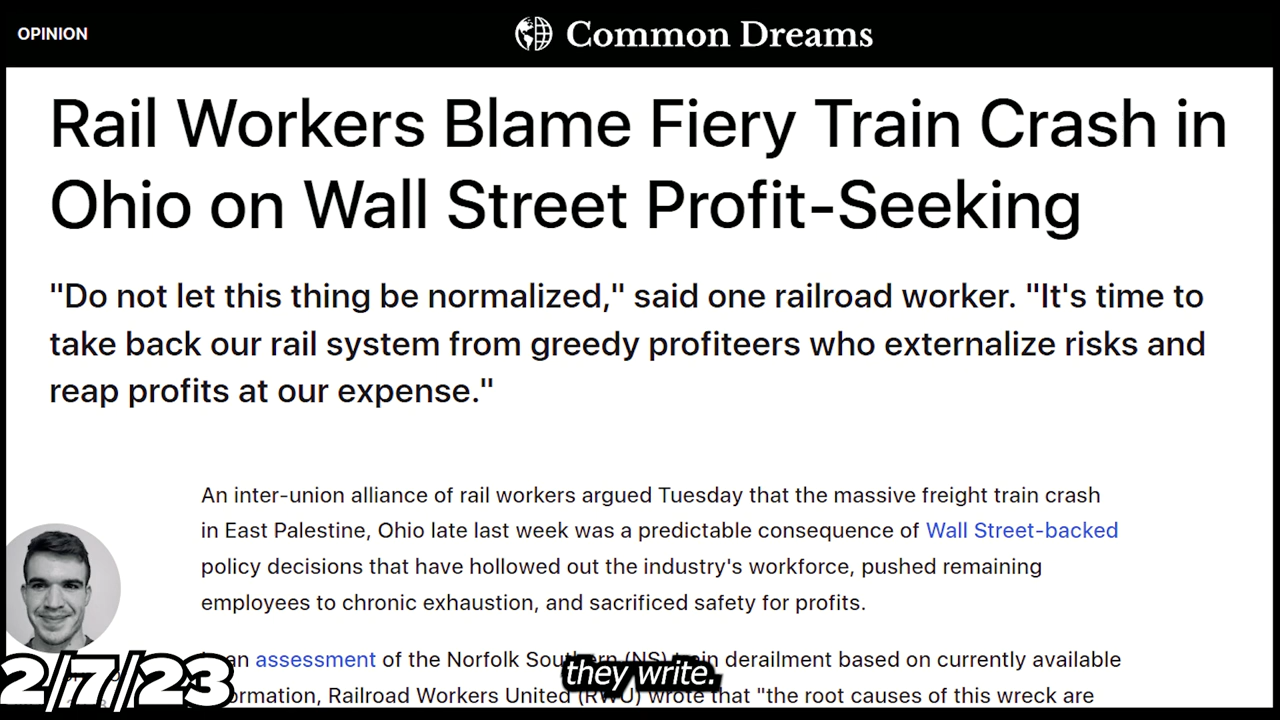 OPINION
Common Dreams
Rail Workers Blame Fiery Train Crash in
Ohio on Wall Street Profit-Seeking
"Do not let this thing be normalized," said one railroad worker. "It's time to
take back our rail system from greedy profiteers who externalize risks and
reap profits at our expense."
An inter-union alliance of rail workers argued Tuesday that the massive freight train crash
in East Palestine, Ohio late last week was a predictable consequence of Wall Street-backed
policy decisions that have hollowed out the industry's workforce, pushed remaining
employees to chronic exhaustion, and sacrificed safety for profits.
an assessment of the Norfolk Southern (NS) train derailment based on currently available
Railroad Workers United (RWU) wrote that "the root causes of this wreck are
they write.
2/7/23